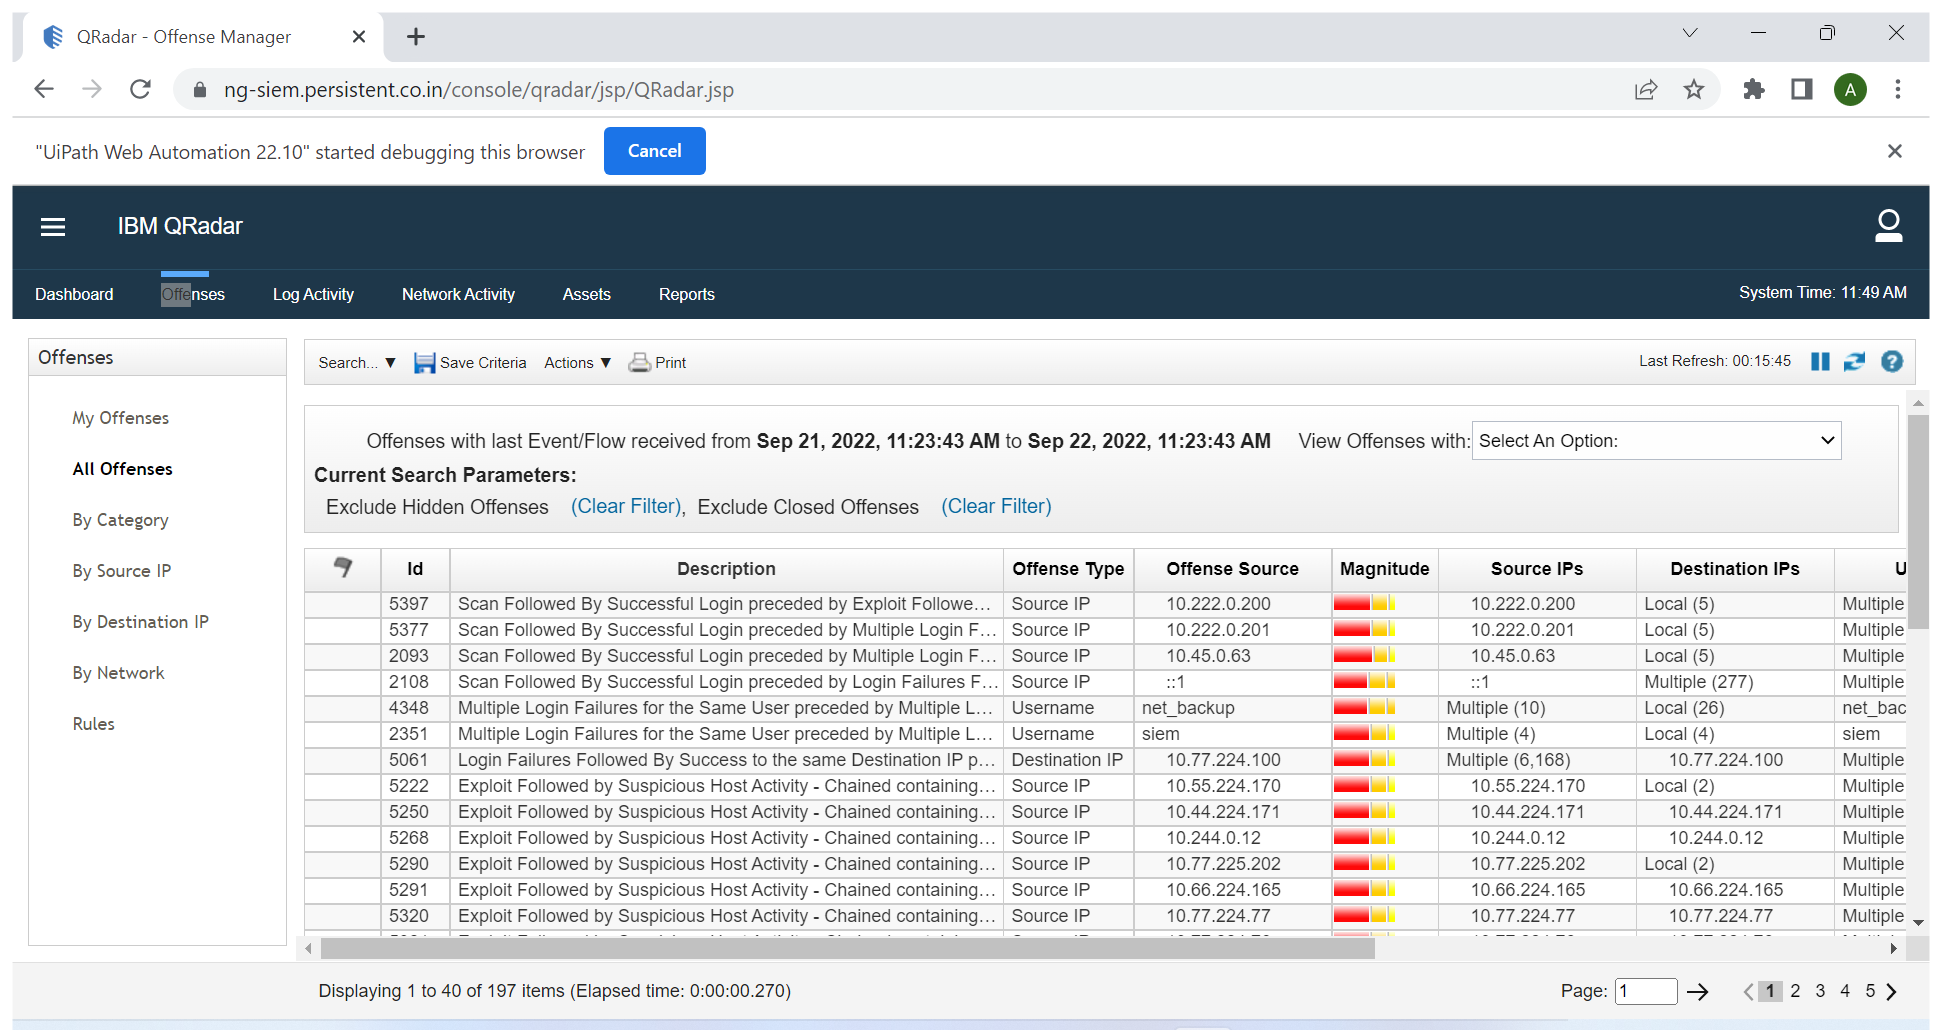 QRadar - Offense Manager
ng-siem.persistent.co.in/console/qradar/jsp/QRadar.jsp
A
"UiPath Web Automation 22.10" started debugging this browser
Cancel
IBM QRadar
Dashboard Offenses Log Activity Network Activity Assets Reports System Time: 11:49 AM
Offenses
My Offenses
All Offenses
By Category
By Source IP
By Destination IP
By Network
Rules
Search... ▼ Save Criteria Actions ▼ Print Last Refresh: 00:15:45 ?
Offenses with last Event/Flow received from Sep 21, 2022, 11:23:43 AM to Sep 22, 2022, 11:23:43 AM View Offenses with: Select An Option:
Current Search Parameters:
Exclude Hidden Offenses (Clear Filter), Exclude Closed Offenses (Clear Filter)
Id Description Offense Type Offense Source Magnitude Source IPs Destination IPs U
5397 Scan Followed By Successful Login preceded by Exploit Followe... Source IP 10.222.0.200 10.222.0.200 Local (5) Multiple
5377 Scan Followed By Successful Login preceded by Multiple Login F... Source IP 10.222.0.201 10.222.0.201 Local (5) Multiple
2093 Scan Followed By Successful Login preceded by Multiple Login F... Source IP 10.45.0.63 10.45.0.63 Local (5) Multiple
2108 Scan Followed By Successful Login preceded by Login Failures F... Source IP ::1 ::1 Multiple (277) Multiple
4348 Multiple Login Failures for the Same User preceded by Multiple L... Username net_backup Multiple (10) Local (26) net_bac
2351 Multiple Login Failures for the Same User preceded by Multiple L... Username siem Multiple (4) Local (4) siem
5061 Login Failures Followed By Success to the same Destination IP p... Destination IP 10.77.224.100 Multiple (6,168) 10.77.224.100 Multiple
5222 Exploit Followed by Suspicious Host Activity - Chained containing... Source IP 10.55.224.170 10.55.224.170 Local (2) Multiple
5250 Exploit Followed by Suspicious Host Activity - Chained containing... Source IP 10.44.224.171 10.44.224.171 10.44.224.171 Multiple
5268 Exploit Followed by Suspicious Host Activity - Chained containing... Source IP 10.244.0.12 10.244.0.12 10.244.0.12 Multiple
5290 Exploit Followed by Suspicious Host Activity - Chained containing... Source IP 10.77.225.202 10.77.225.202 Local (2) Multiple
5291 Exploit Followed by Suspicious Host Activity - Chained containing... Source IP 10.66.224.165 10.66.224.165 10.66.224.165 Multiple
5320 Exploit Followed by Suspicious Host Activity - Chained containing... Source IP 10.77.224.77 10.77.224.77 10.77.224.77 Multiple
Displaying 1 to 40 of 197 items (Elapsed time: 0:00:00.270) Page: 1 1 2 3 4 5